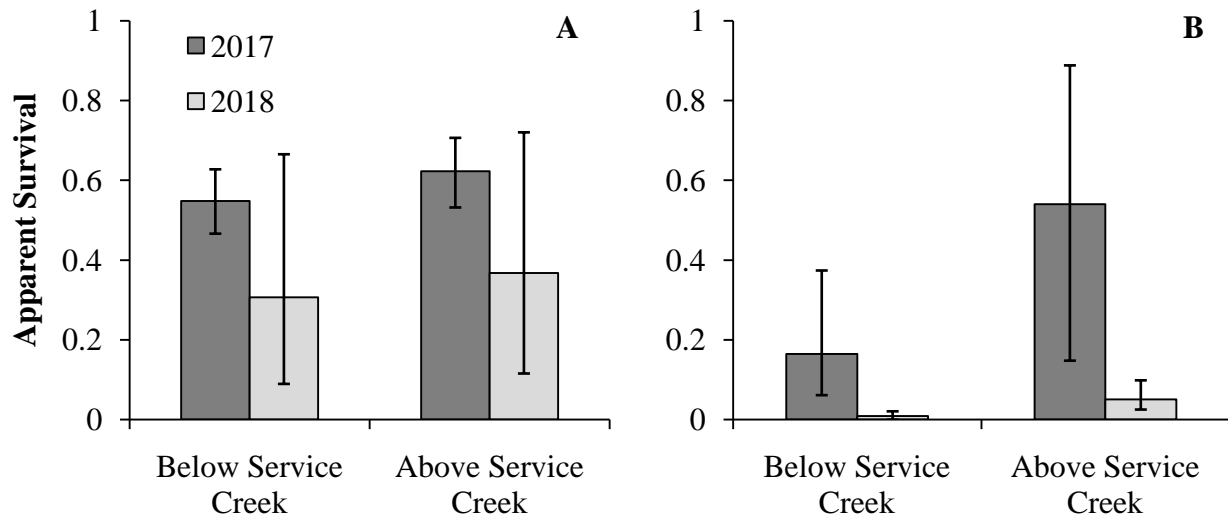 A
B
2017
2018
Apparent Survival
1
0.8
0.6
0.4
0.2
0
Below Service
Creek
Above Service
Creek
1
0.8
0.6
0.4
0.2
0
Below Service
Creek
Above Service
Creek